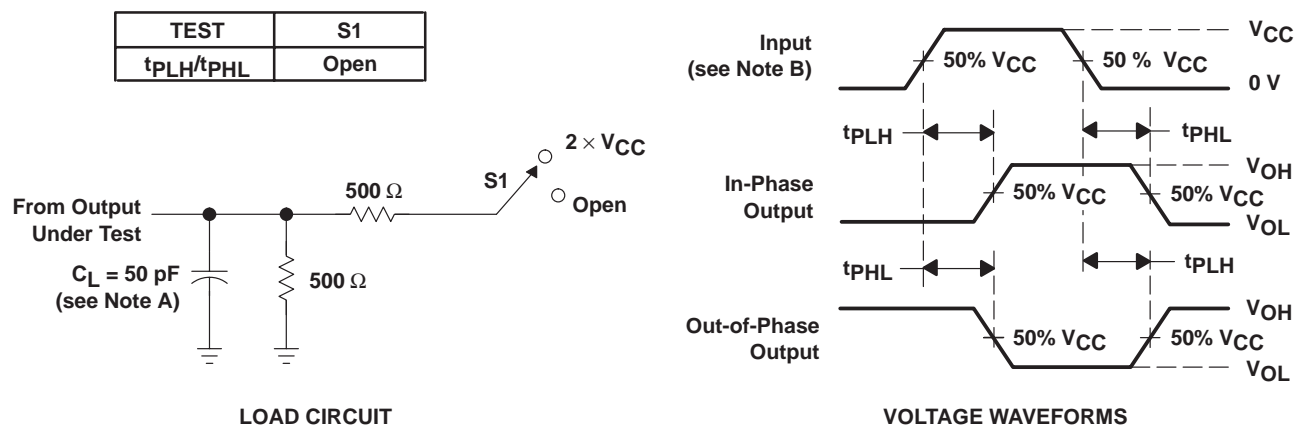 TEST S1
tPLH/tPHL Open
2 × VCC
S1
500 Ω
Open
From Output
Under Test
CL = 50 pF
(see Note A)
500 Ω
LOAD CIRCUIT
Input
(see Note B)
50% VCC
50 % VCC
VCC
0 V
tPLH
tPHL
In-Phase
Output
50% VCC
50% VCC
VOH
VOL
tPHL
tPLH
Out-of-Phase
Output
50% VCC
50% VCC
VOH
VOL
VOLTAGE WAVEFORMS